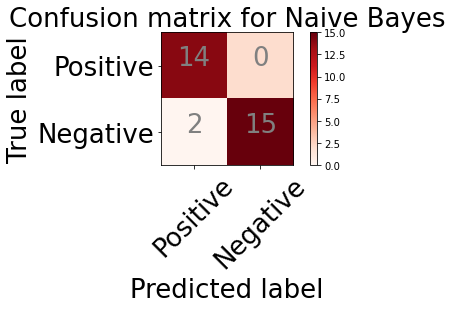 Confusion matrix for Naive Bayes
True label
Positive
Negative
14 0
2 15
15.0
12.5
10.0
7.5
5.0
2.5
0.0
Positive
Negative
Predicted label